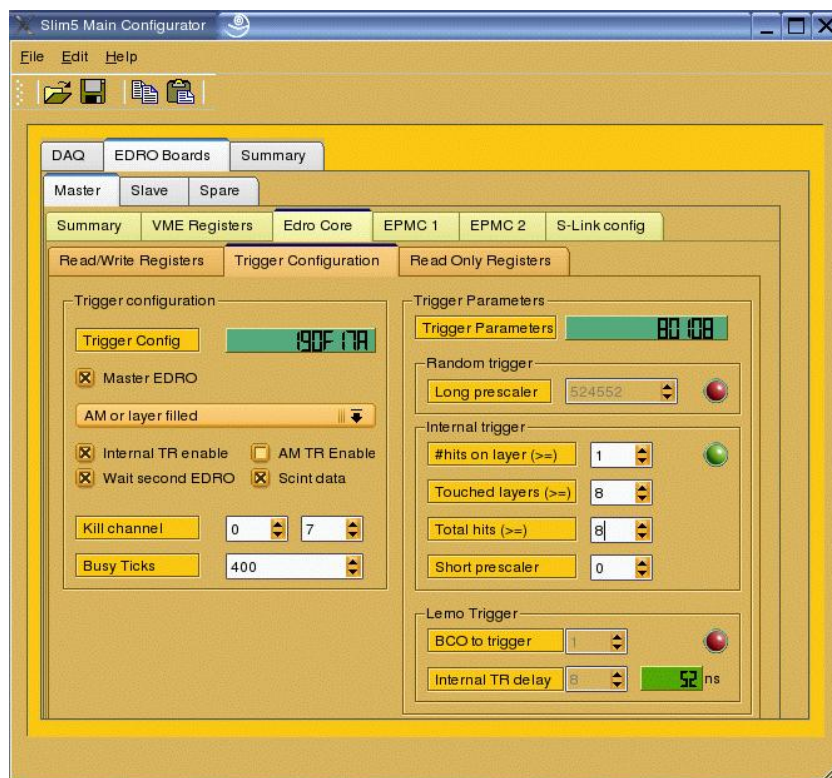 Slim5 Main Configurator
File Edit Help
DAQ EDRO Boards Summary
Master Slave Spare
Summary VME Registers Edro Core EPMC 1 EPMC 2 S-Link config
Read/Write Registers Trigger Configuration Read Only Registers
Trigger configuration
Trigger Config 190F17A
Master EDRO
AM or layer filled
Internal TR enable AM TR Enable
Wait second EDRO Scint data
Kill channel 0 7
Busy Ticks 400
Trigger Parameters
Trigger Parameters 80108
Random trigger
Long prescaler 524552
Internal trigger
#hits on layer (>=) 1
Touched layers (>=) 8
Total hits (>=) 8
Short prescaler 0
Lemo Trigger
BCO to trigger 1
Internal TR delay 8 52 ns